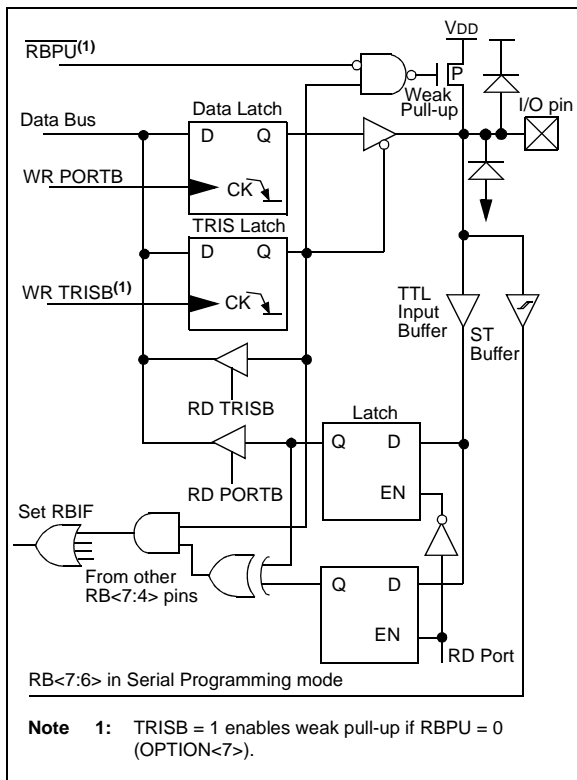 VDD
RBPU(1)
P
Weak
Pull-up
I/O pin
Data Latch
Data Bus
D Q
WR PORTB
CK
TRIS Latch
D Q
WR TRISB(1)
CK
TTL
Input
Buffer
ST
Buffer
RD TRISB
Latch
Q D
RD PORTB
EN
Set RBIF
From other
RB<7:4> pins
Q D
EN
RD Port
RB<7:6> in Serial Programming mode
Note 1: TRISB = 1 enables weak pull-up if RBPU = 0
(OPTION<7>).